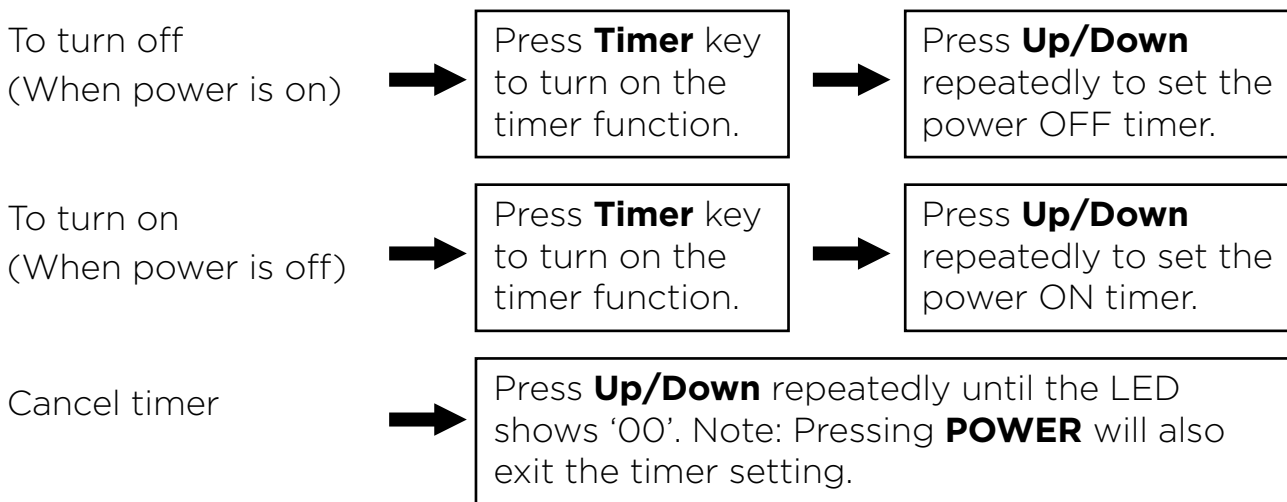 To turn off
(When power is on)
Press Timer key
to turn on the
timer function.
Press Up/Down
repeatedly to set the
power OFF timer.
To turn on
(When power is off)
Press Timer key
to turn on the
timer function.
Press Up/Down
repeatedly to set the
power ON timer.
Cancel timer
Press Up/Down repeatedly until the LED
shows ‘00’. Note: Pressing POWER will also
exit the timer setting.